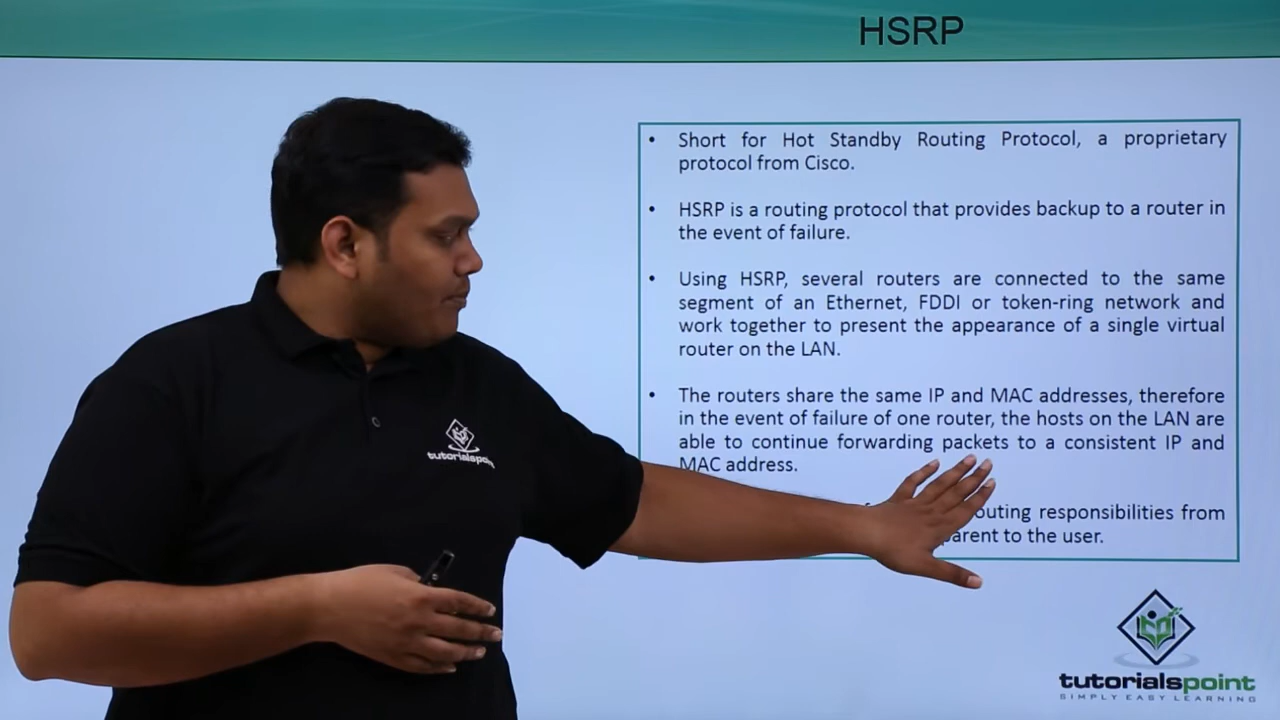 HSRP
• Short for Hot Standby Routing Protocol, a proprietary
protocol from Cisco.
• HSRP is a routing protocol that provides backup to a router in
the event of failure.
• Using HSRP, several routers are connected to the same
segment of an Ethernet, FDDI or token-ring network and
work together to present the appearance of a single virtual
router on the LAN.
• The routers share the same IP and MAC addresses, therefore
in the event of failure of one router, the hosts on the LAN are
able to continue forwarding packets to a consistent IP and
MAC address.
outing responsibilities from
parent to the user.
tutorialspoint
tutorialspoint
SIMPLY EASY LEARNING